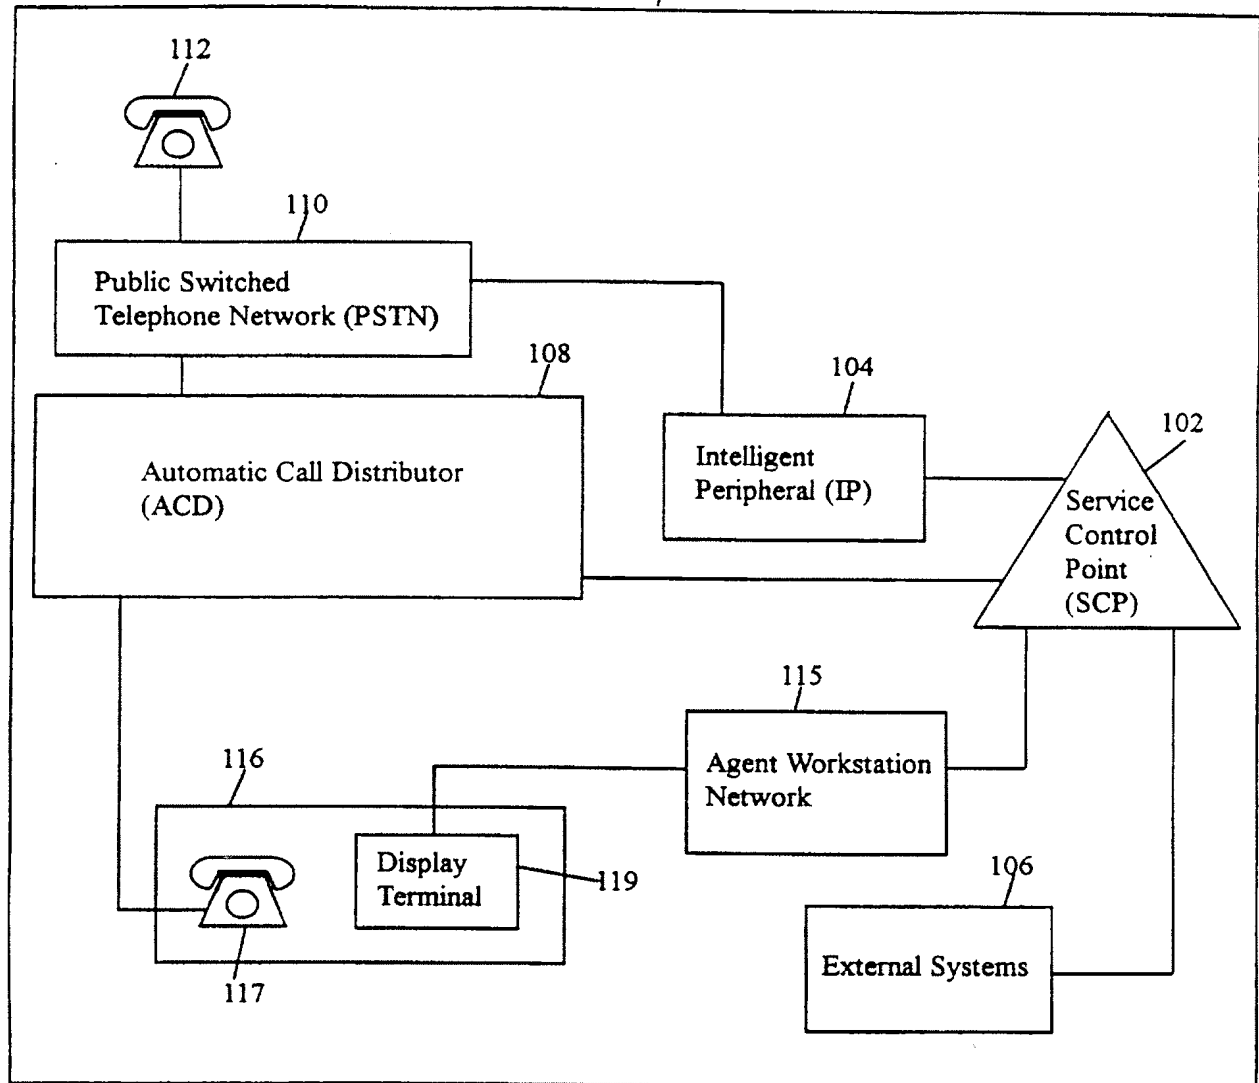 112
110
Public Switched
Telephone Network (PSTN)
108
Automatic Call Distributor
(ACD)
104
Intelligent
Peripheral (IP)
102
Service
Control
Point
(SCP)
115
Agent Workstation
Network
116
Display
Terminal
119
117
106
External Systems